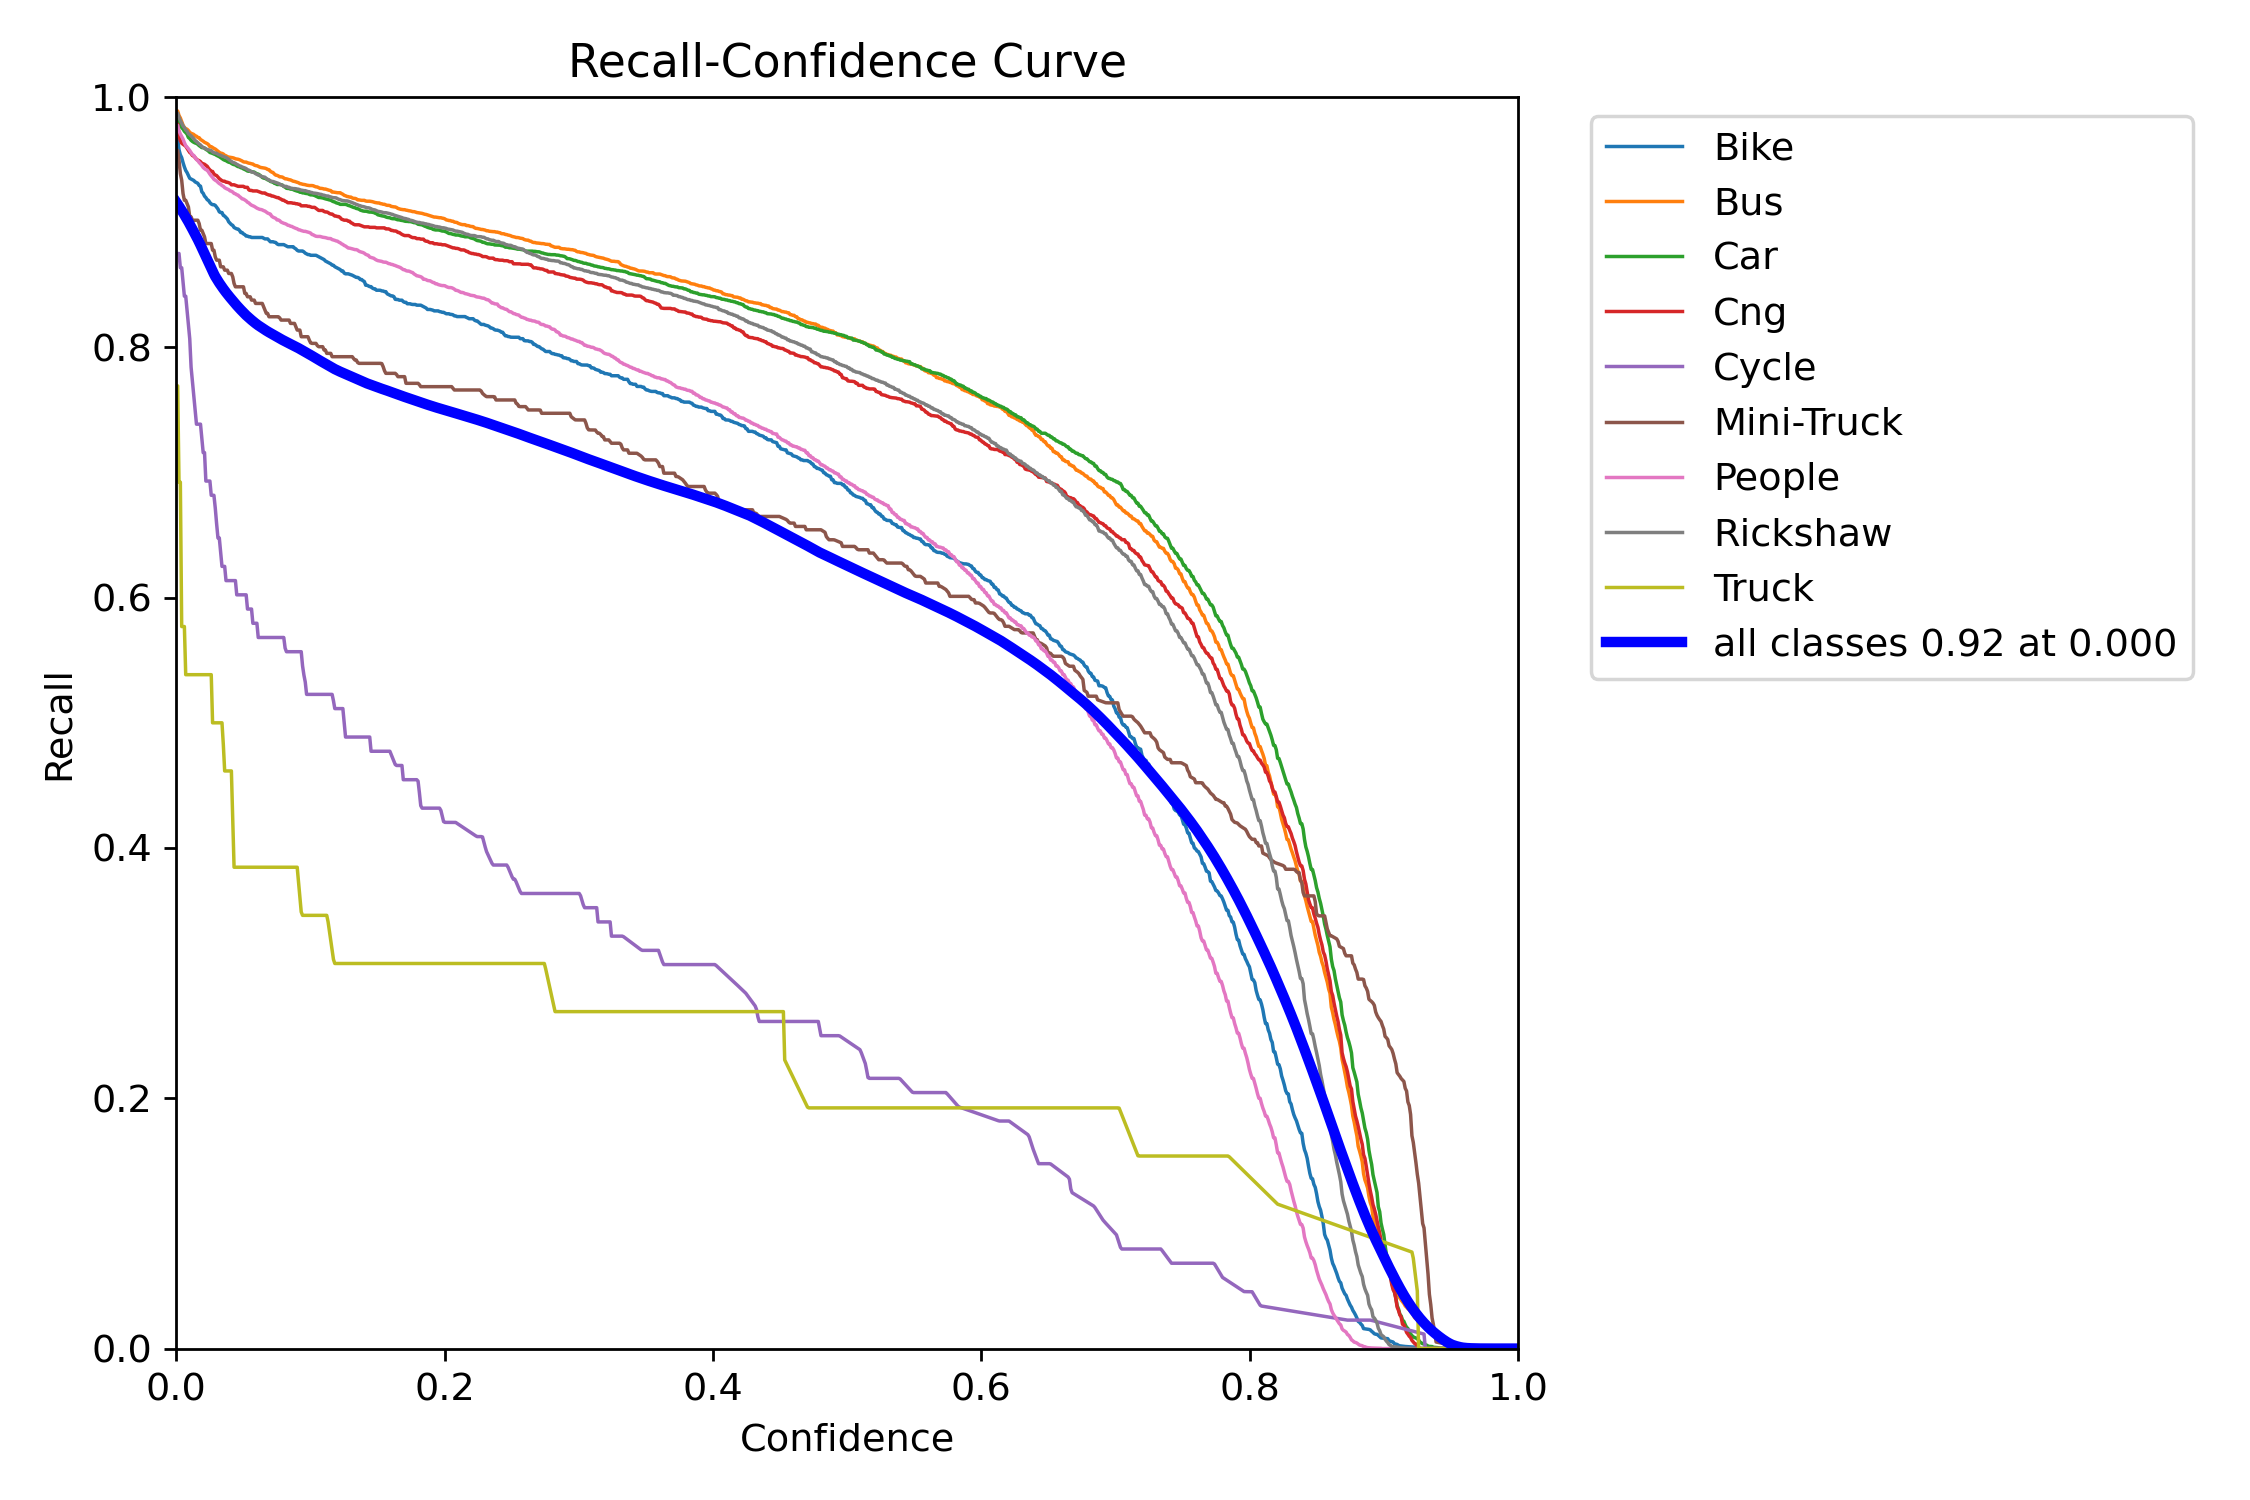 Recall-Confidence Curve
1.0
0.8
0.6
0.4
0.2
0.0
Recall
0.0 0.2 0.4 0.6 0.8 1.0
Confidence
Bike
Bus
Car
Cng
Cycle
Mini-Truck
People
Rickshaw
Truck
all classes 0.92 at 0.000